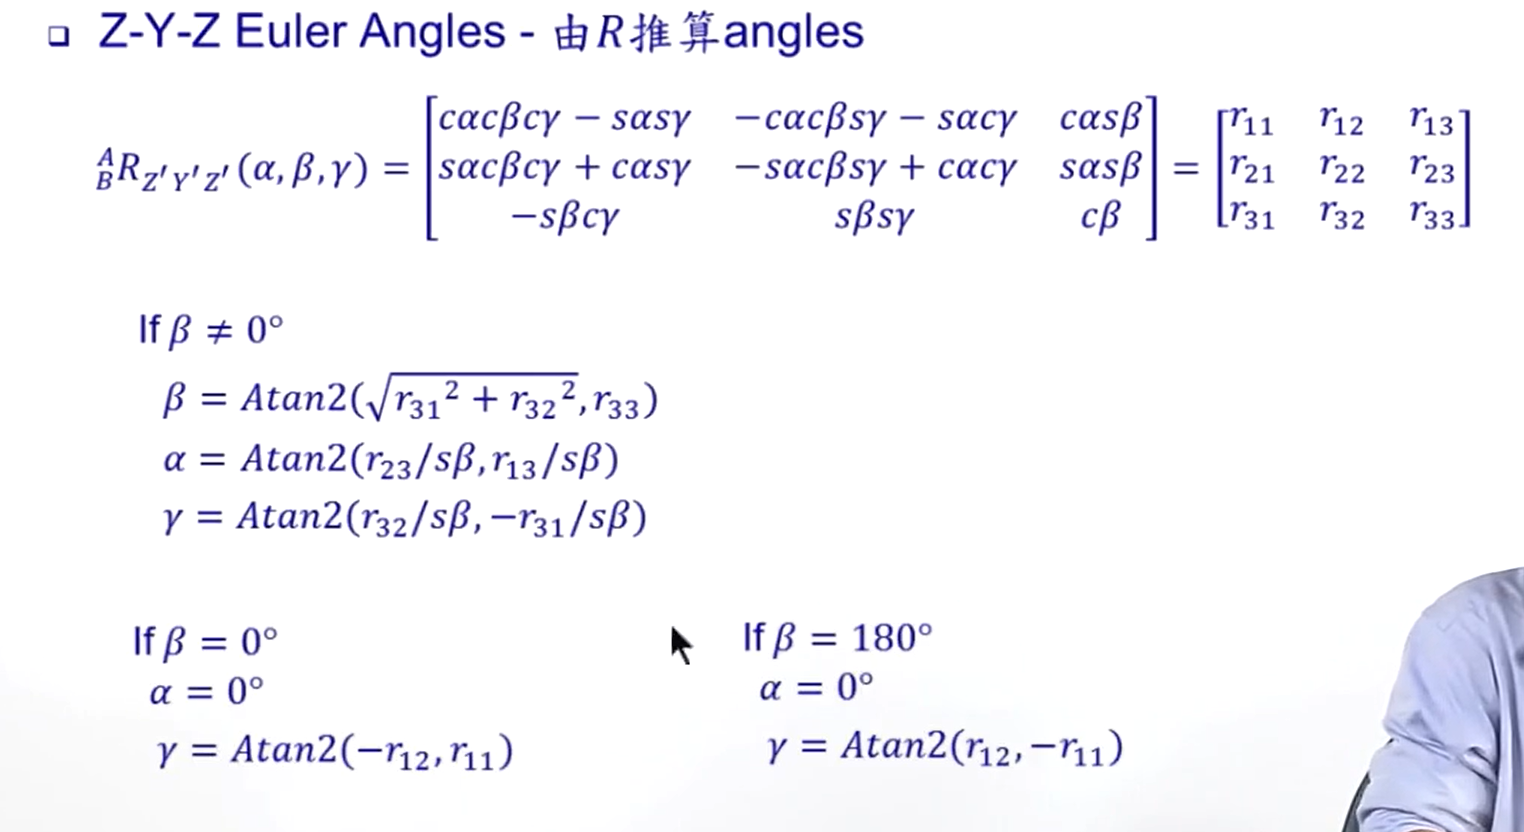 ❑ Z-Y-Z Euler Angles - 由R推算angles
$^A_BR_{Z'Y'Z'}(\alpha,\beta,\gamma) = \begin{bmatrix} c\alpha c\beta c\gamma - s\alpha s\gamma & -c\alpha c\beta s\gamma - s\alpha c\gamma & c\alpha s\beta \\ s\alpha c\beta c\gamma + c\alpha s\gamma & -s\alpha c\beta s\gamma + c\alpha c\gamma & s\alpha s\beta \\ -s\beta c\gamma & s\beta s\gamma & c\beta \end{bmatrix} = \begin{bmatrix} r_{11} & r_{12} & r_{13} \\ r_{21} & r_{22} & r_{23} \\ r_{31} & r_{32} & r_{33} \end{bmatrix}$
If β ≠ 0°
$\beta = Atan2(\sqrt{{r_{31}}^2 + {r_{32}}^2}, r_{33})$
$\alpha = Atan2(r_{23}/s\beta, r_{13}/s\beta)$
$\gamma = Atan2(r_{32}/s\beta, -r_{31}/s\beta)$
If β = 0°
α = 0°
$\gamma = Atan2(-r_{12}, r_{11})$
If β = 180°
α = 0°
$\gamma = Atan2(r_{12}, -r_{11})$